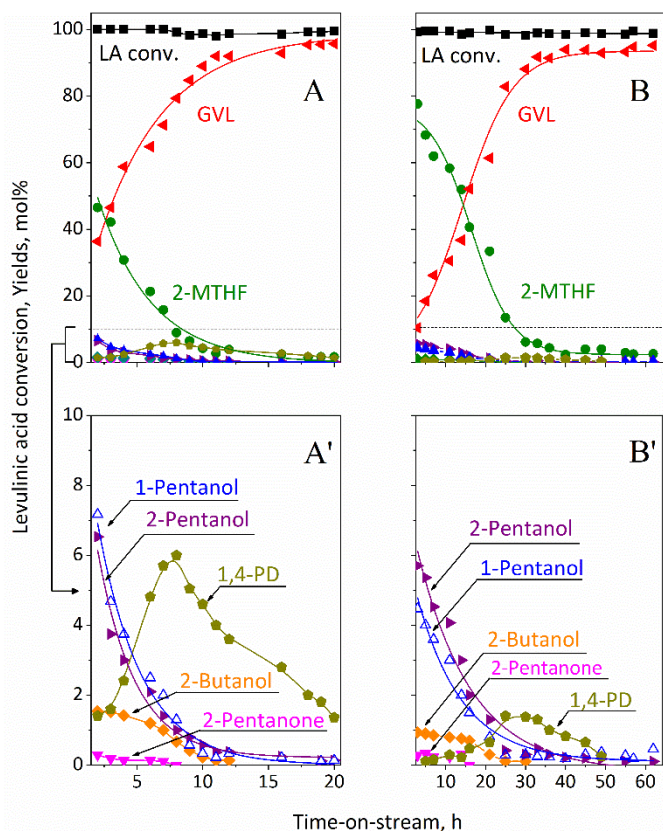 100
80
60
40
20
10
0
LA conv.
A
GVL
2-MTHF
LA conv.
B
GVL
2-MTHF
Levulinic acid conversion, Yields, mol%
10
8
6
4
2
0
A'
1-Pentanol
2-Pentanol
1,4-PD
2-Butanol
2-Pentanone
B'
2-Pentanol
1-Pentanol
2-Butanol
2-Pentanone
1,4-PD
5 10 15 20
10 20 30 40 50 60
Time-on-stream, h